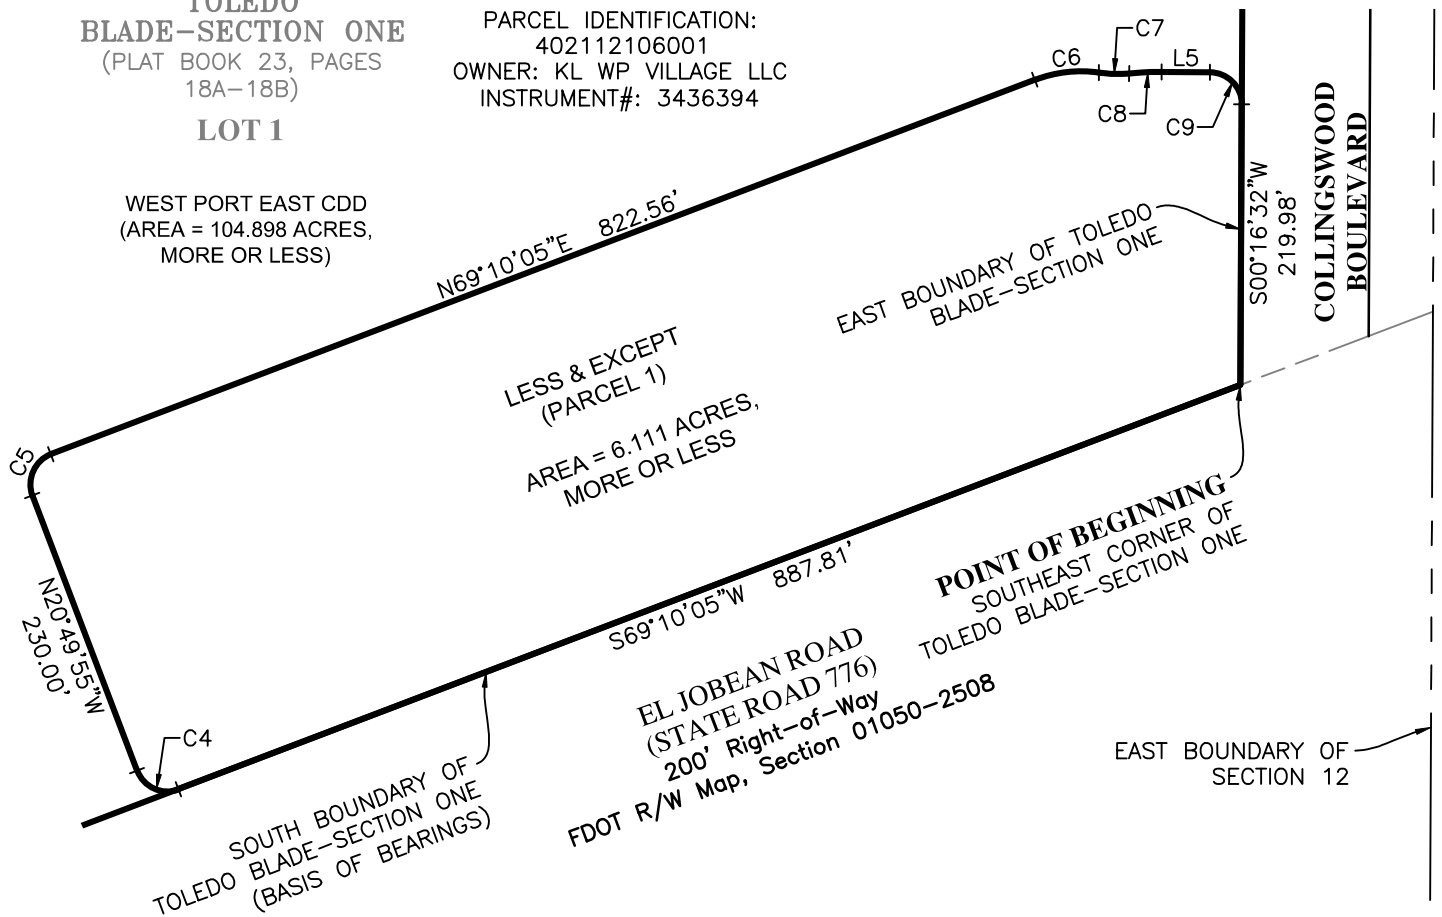 TOLEDO
BLADE-SECTION ONE
(PLAT BOOK 23, PAGES
18A-18B)
LOT 1
PARCEL IDENTIFICATION:
402112106001
OWNER: KL WP VILLAGE LLC
INSTRUMENT#: 3436394
WEST PORT EAST CDD
(AREA = 104.898 ACRES,
MORE OR LESS)
C6
C7
L5
C8
C9
N69°10'05"E 822.56'
EAST BOUNDARY OF TOLEDO
BLADE-SECTION ONE
S00°16'32"W
219.98'
COLLINGSWOOD
BOULEVARD
LESS & EXCEPT
(PARCEL 1)
AREA = 6.111 ACRES,
MORE OR LESS
C5
N20°49'55"W
230.00'
C4
S69°10'05"W 887.81'
POINT OF BEGINNING
SOUTHEAST CORNER OF
TOLEDO BLADE-SECTION ONE
EL JOBEAN ROAD
(STATE ROAD 776)
200' Right-of-Way
FDOT R/W Map, Section 01050-2508
SOUTH BOUNDARY OF
TOLEDO BLADE-SECTION ONE
(BASIS OF BEARINGS)
EAST BOUNDARY OF
SECTION 12